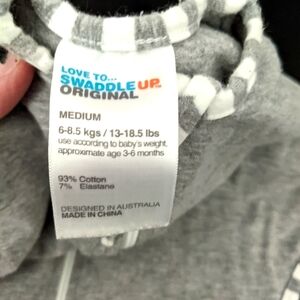 LOVE TO...
SWADDLE UP™
ORIGINAL
MEDIUM
6-8.5 kgs / 13-18.5 lbs
use according to baby's weight.
approximate age 3-6 months
93% Cotton
7% Elastane
DESIGNED IN AUSTRALIA
MADE IN CHINA